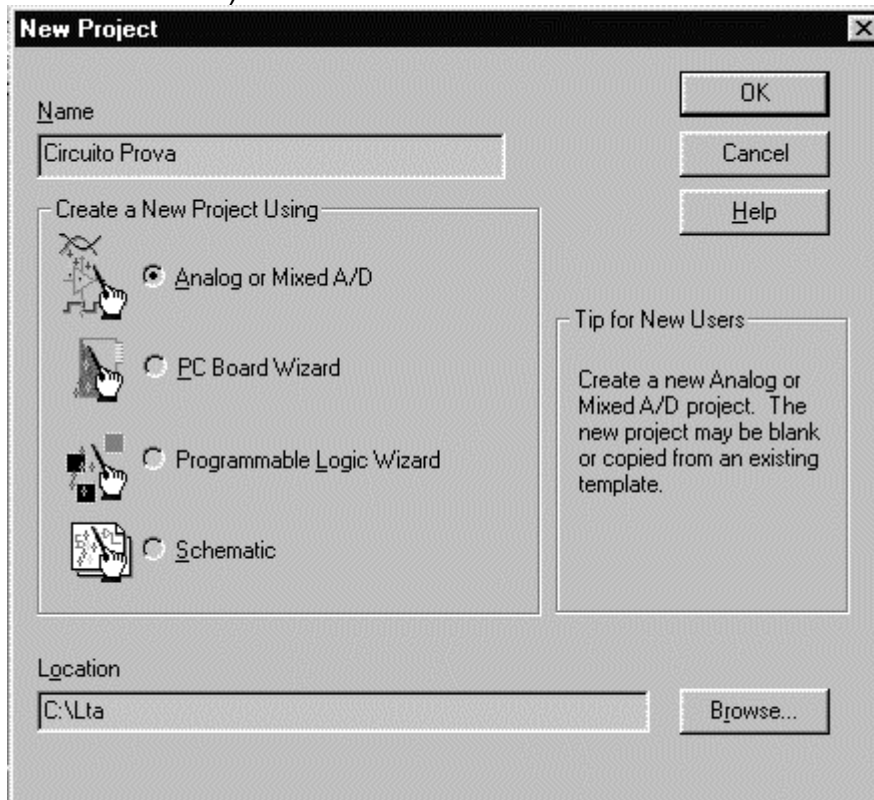 New Project
Name
Circuito Prova
OK
Cancel
Help
Create a New Project Using
Analog or Mixed A/D
PC Board Wizard
Programmable Logic Wizard
Schematic
Tip for New Users
Create a new Analog or
Mixed A/D project. The
new project may be blank
or copied from an existing
template.
Location
C:\Lta
Browse...